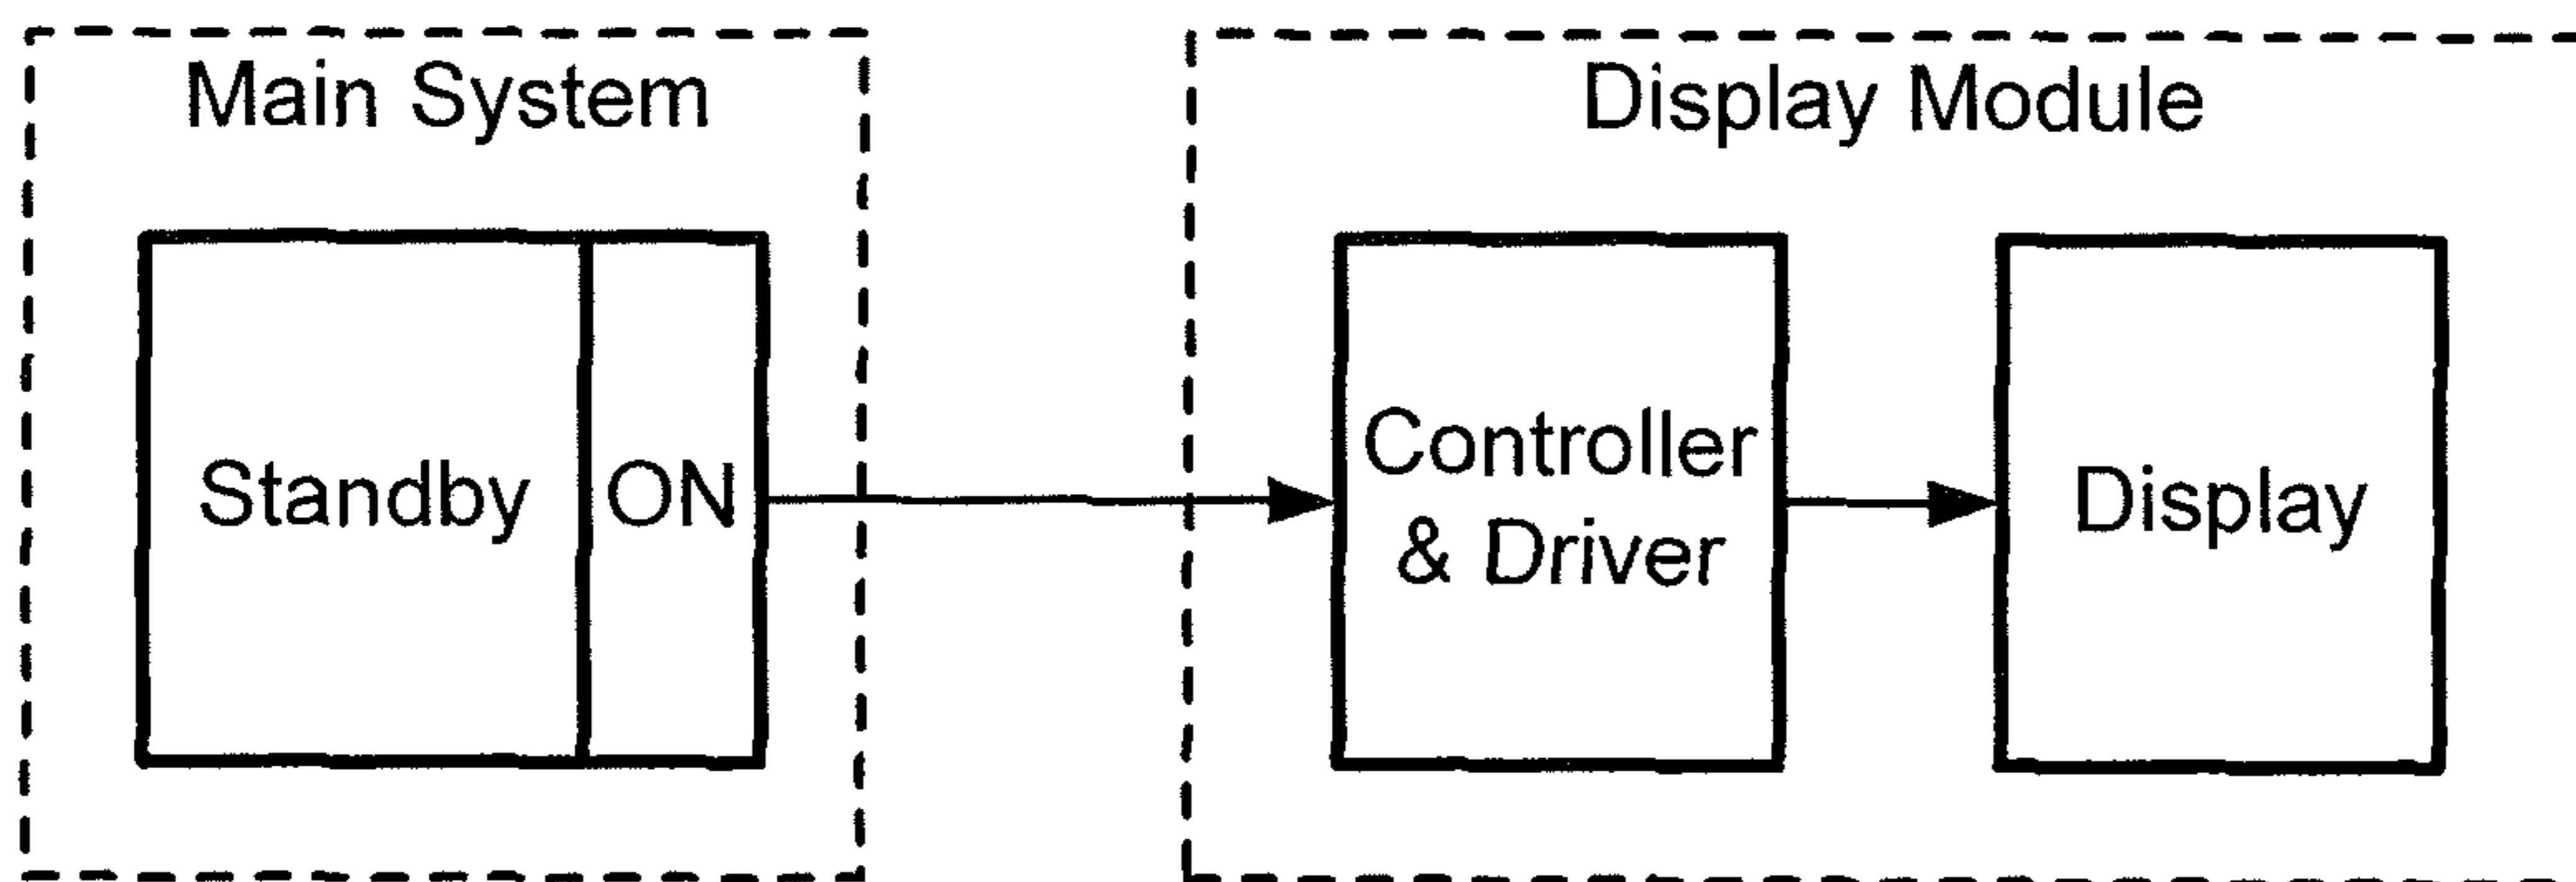 Main System
Standby
ON
Display Module
Controller
& Driver
Display